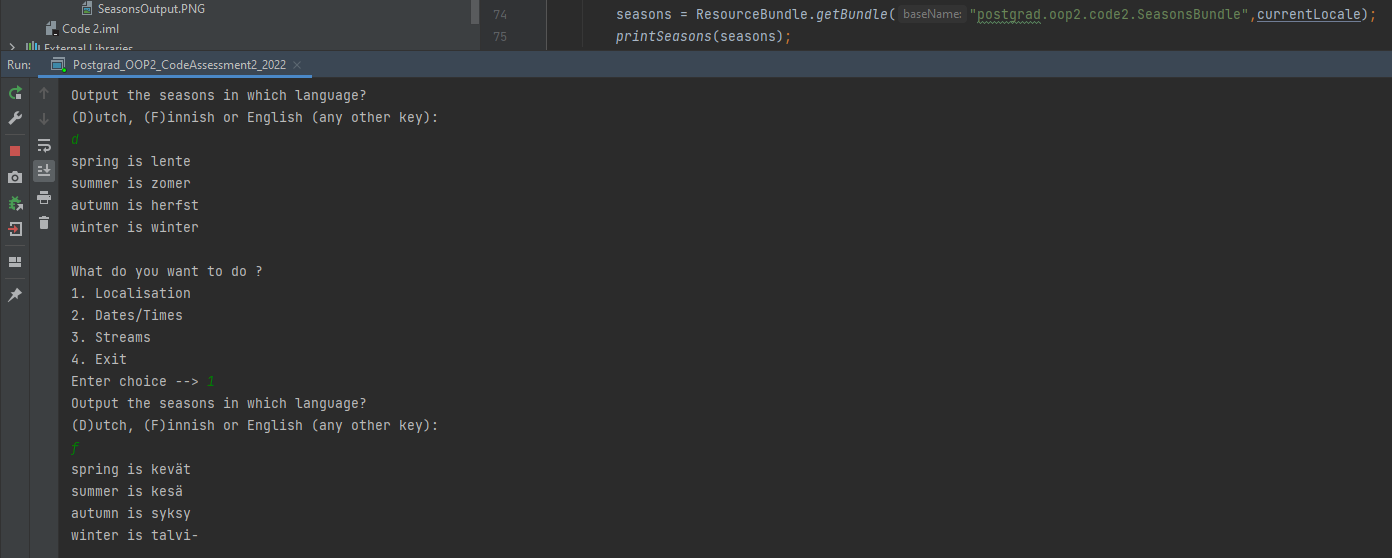 SeasonsOutput.PNG
Code 2.iml
External Libraries
74 seasons = ResourceBundle.getBundle( baseName: "postgrad.oop2.code2.SeasonsBundle",currentLocale);
75 printSeasons(seasons);
Run: Postgrad_OOP2_CodeAssessment2_2022
Output the seasons in which language?
(D)utch, (F)innish or English (any other key):
d
spring is lente
summer is zomer
autumn is herfst
winter is winter
What do you want to do ?
1. Localisation
2. Dates/Times
3. Streams
4. Exit
Enter choice --> 1
Output the seasons in which language?
(D)utch, (F)innish or English (any other key):
f
spring is kevät
summer is kesä
autumn is syksy
winter is talvi-